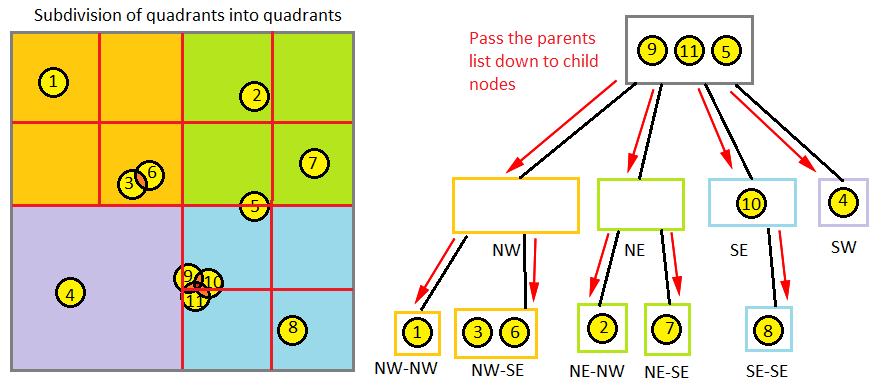 Subdivision of quadrants into quadrants
1
2
3
6
7
5
4
9
10
11
8
Pass the parents
list down to child
nodes
9 11 5
10
4
NW
NE
SE
SW
1
3 6
2
7
8
NW-NW
NW-SE
NE-NW
NE-SE
SE-SE